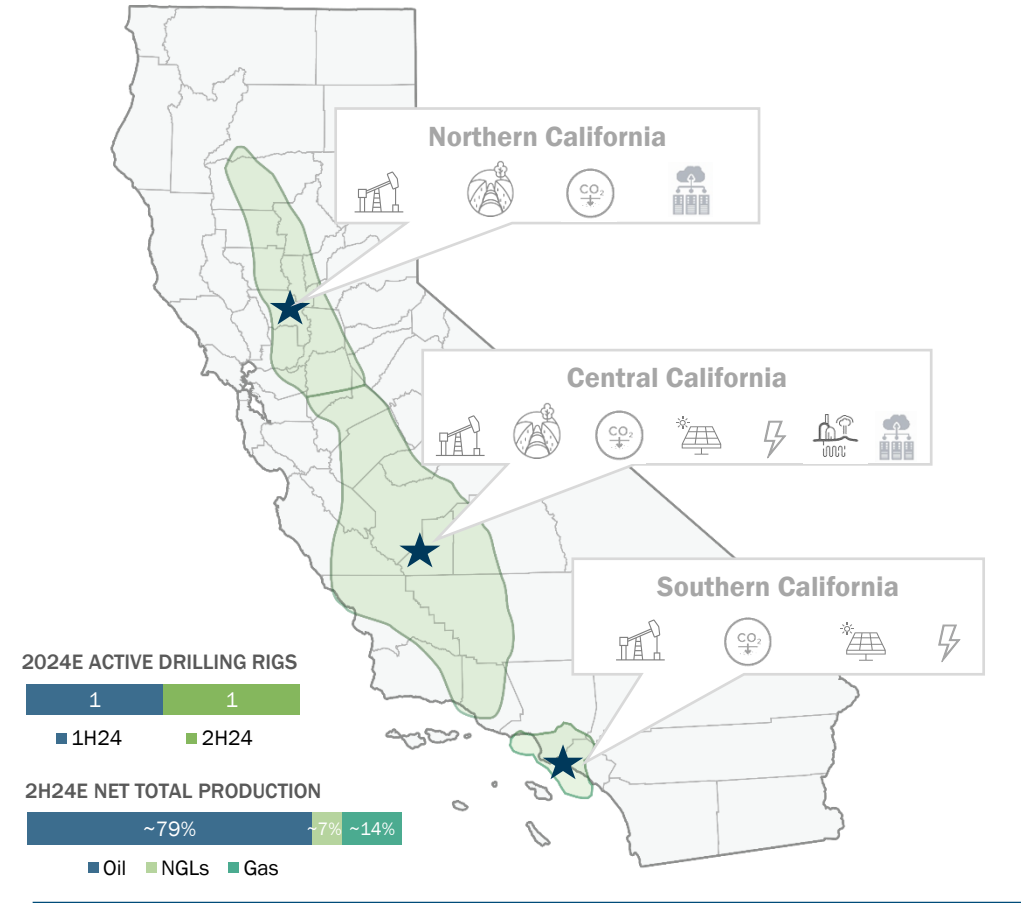 Northern California
CO₂
Central California
CO₂
Southern California
CO₂
2024E ACTIVE DRILLING RIGS
1 1
1H24 2H24
2H24E NET TOTAL PRODUCTION
~79% ~7% ~14%
Oil NGLs Gas